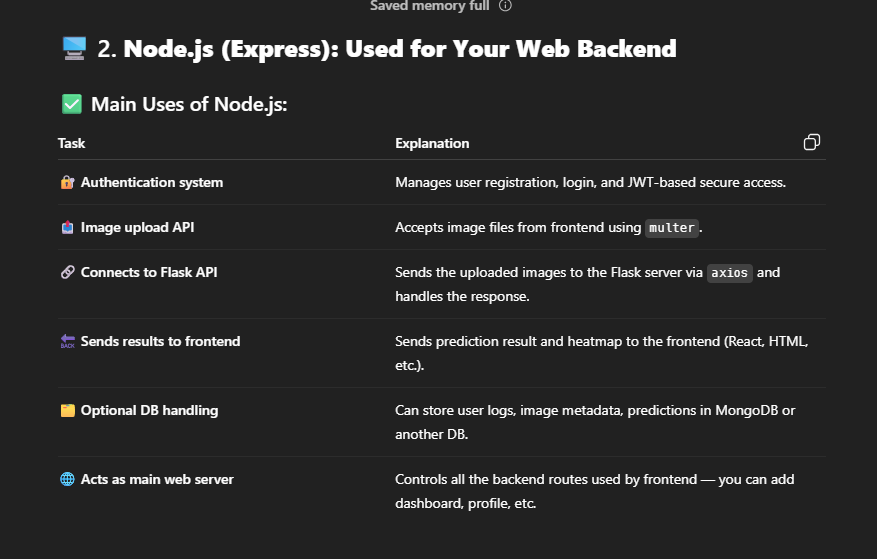 Saved memory full
2. Node.js (Express): Used for Your Web Backend
Main Uses of Node.js:
Task Explanation
Authentication system Manages user registration, login, and JWT-based secure access.
Image upload API Accepts image files from frontend using multer.
Connects to Flask API Sends the uploaded images to the Flask server via axios and
handles the response.
BACK Sends results to frontend Sends prediction result and heatmap to the frontend (React, HTML,
etc.).
Optional DB handling Can store user logs, image metadata, predictions in MongoDB or
another DB.
Acts as main web server Controls all the backend routes used by frontend — you can add
dashboard, profile, etc.